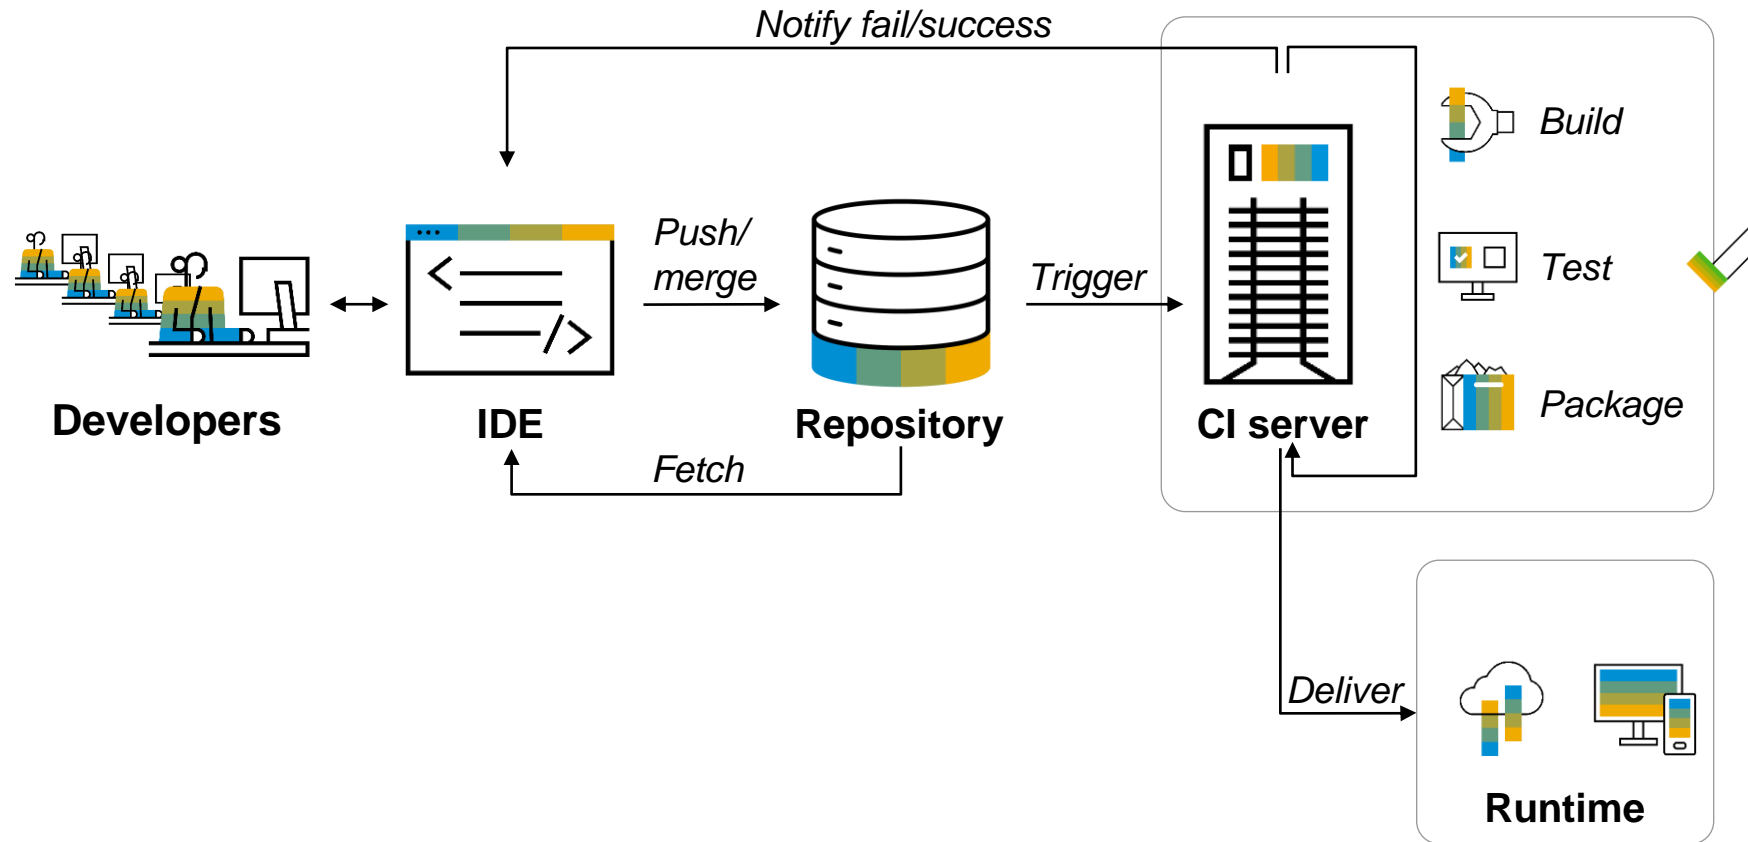 Notify fail/success
Build
Push/
merge
Trigger
Test
Package
Developers
IDE
Repository
CI server
Fetch
Deliver
Runtime